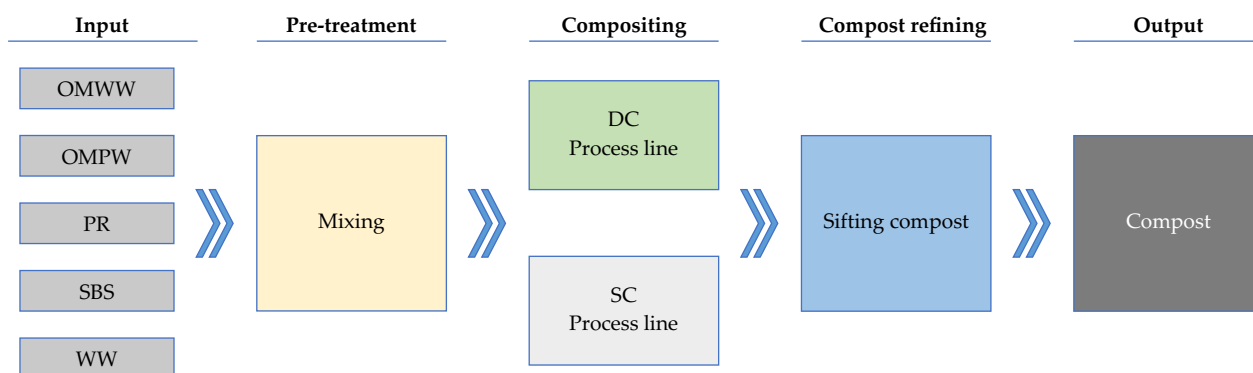 Input
Pre-treatment
Compositing
Compost refining
Output
OMWW
OMPW
PR
SBS
WW
Mixing
DC
Process line
SC
Process line
Sifting compost
Compost